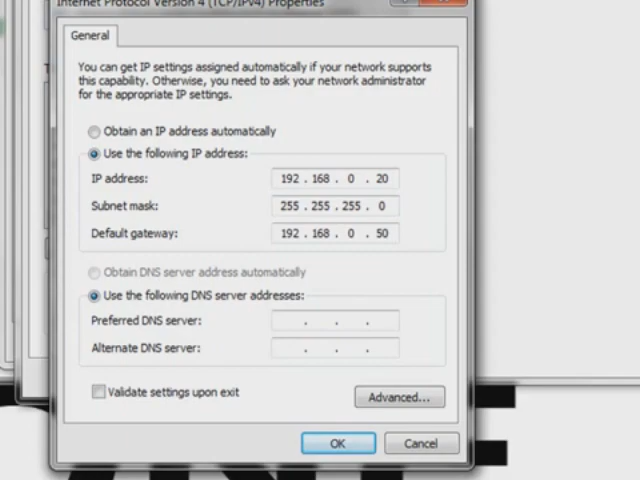 Internet Protocol Version 4 (TCP/IPv4) Properties
General
You can get IP settings assigned automatically if your network supports
this capability. Otherwise, you need to ask your network administrator
for the appropriate IP settings.
Obtain an IP address automatically
Use the following IP address:
IP address: 192 . 168 . 0 . 20
Subnet mask: 255 . 255 . 255 . 0
Default gateway: 192 . 168 . 0 . 50
Obtain DNS server address automatically
Use the following DNS server addresses:
Preferred DNS server: . . .
Alternate DNS server: . . .
Validate settings upon exit
Advanced...
OK Cancel